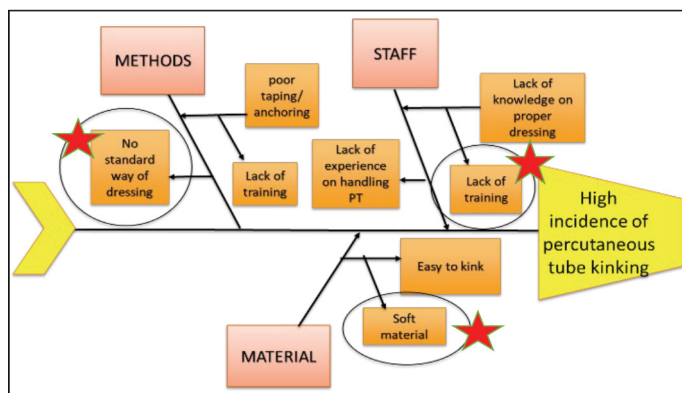 METHODS
STAFF
poor
taping/
anchoring
Lack of
knowledge on
proper
dressing
No
standard
way of
dressing
Lack of
training
Lack of
experience
on handling
PT
Lack of
training
High
incidence of
percutaneous
tube kinking
Easy to kink
Soft
material
MATERIAL